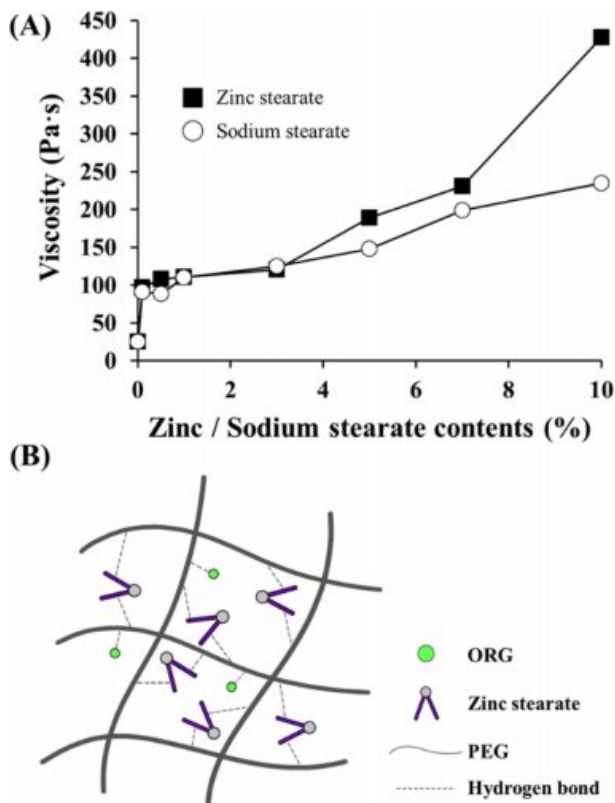 (A)
450
400
350
300
250
200
150
100
50
0
Viscosity (Pa·s)
Zinc stearate
Sodium stearate
0 2 4 6 8 10
Zinc / Sodium stearate contents (%)
(B)
ORG
Zinc stearate
PEG
Hydrogen bond